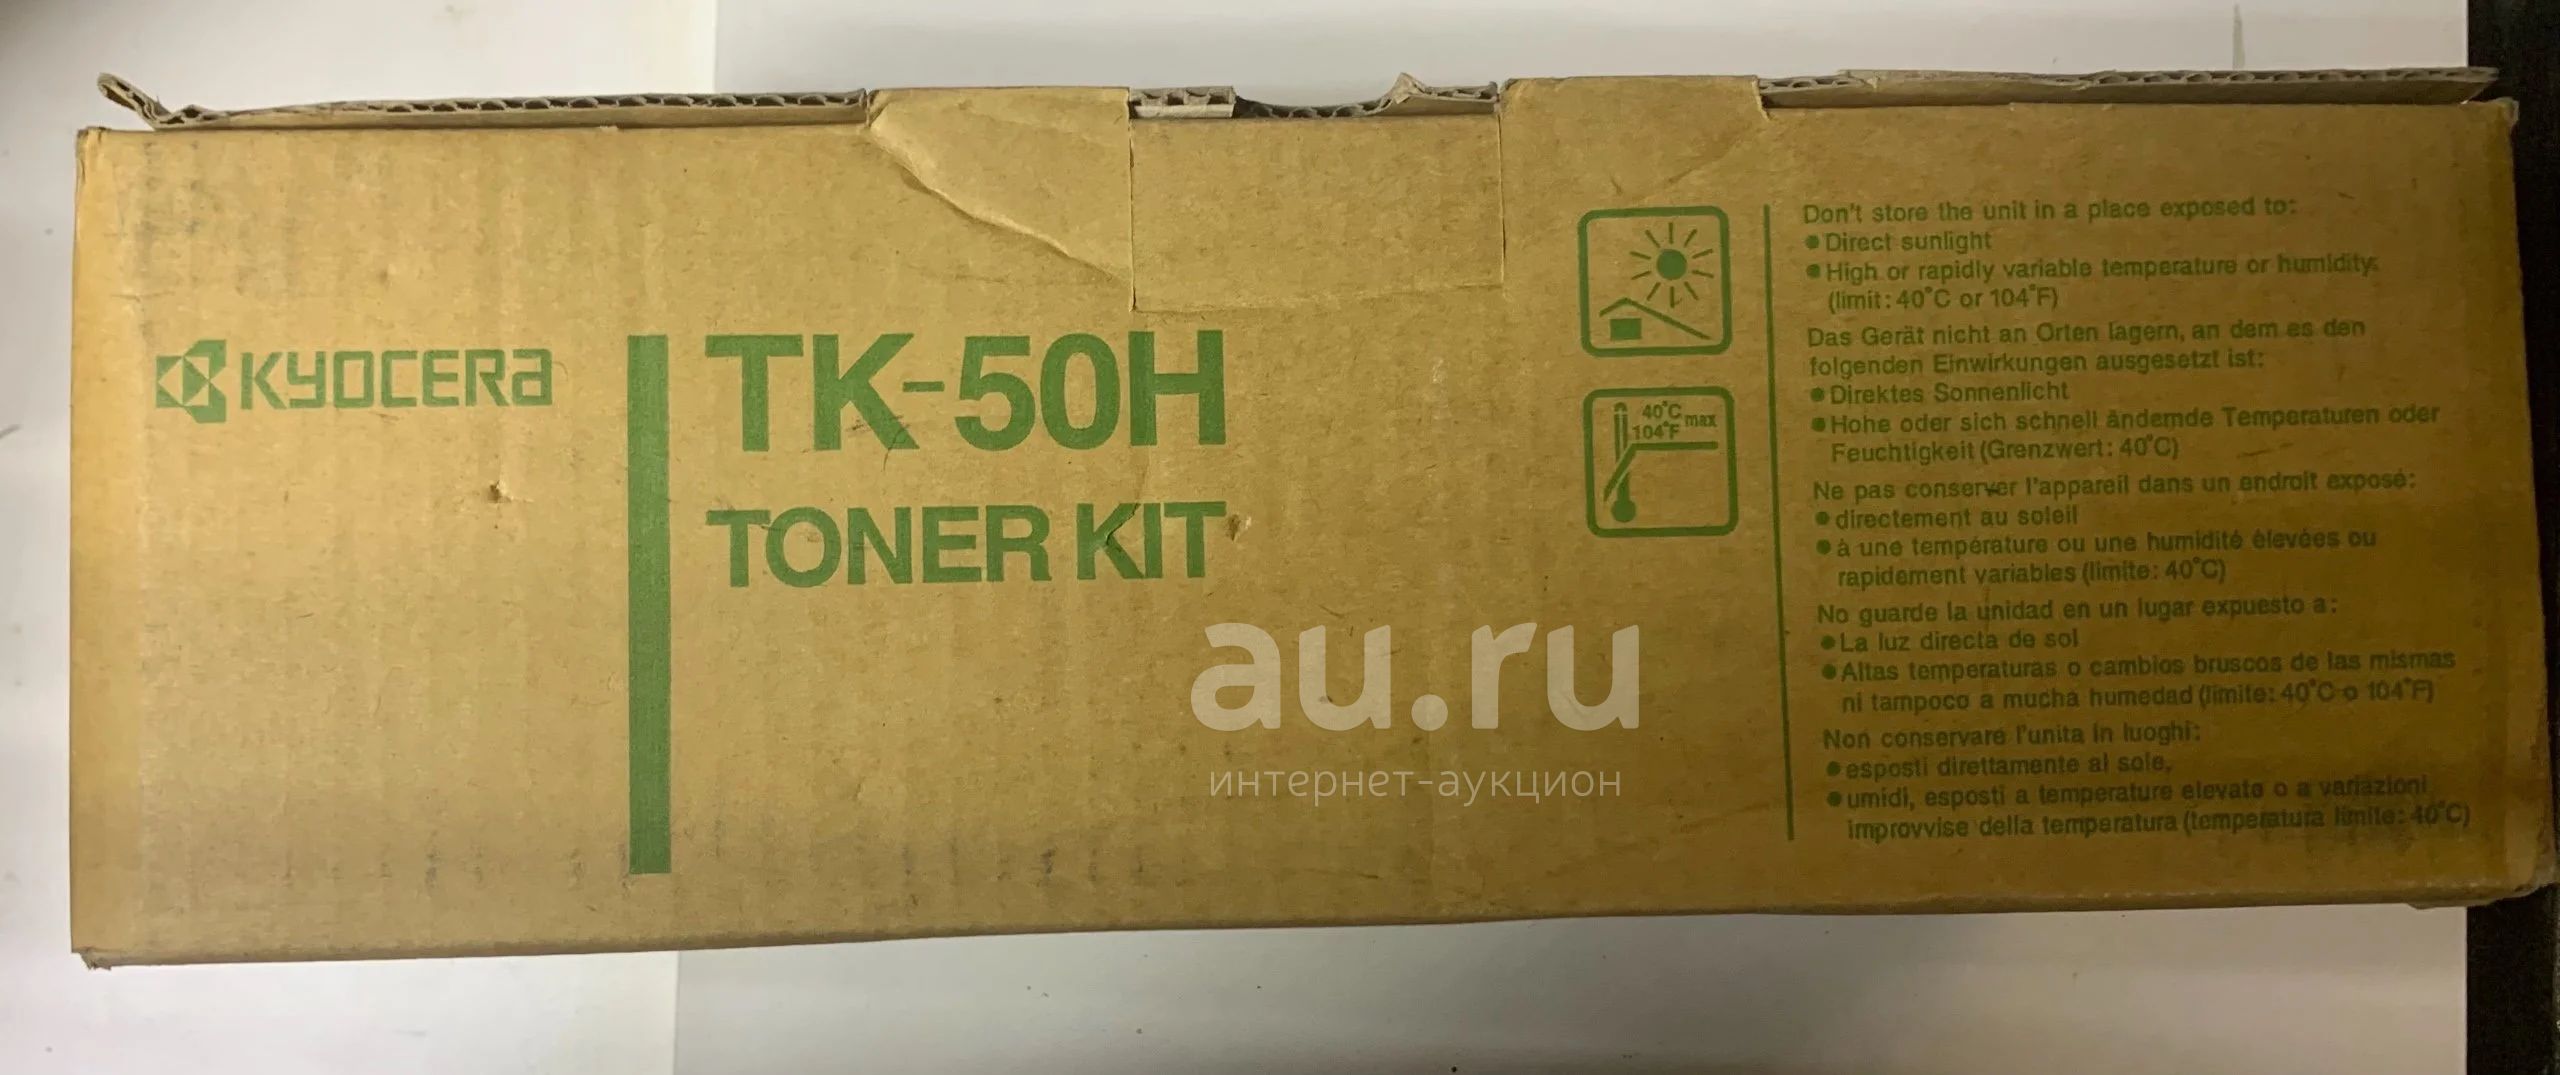 KYOCERA
TK-50H
TONER KIT
40°C max
104°F
Don't store the unit in a place exposed to:
● Direct sunlight
● High or rapidly variable temperature or humidity.
(limit: 40°C or 104°F)
Das Gerät nicht an Orten lagern, an dem es den
folgenden Einwirkungen ausgesetzt ist:
● Direktes Sonnenlicht
● Hohe oder sich schnell ändernde Temperaturen oder
Feuchtigkeit (Grenzwert: 40°C)
Ne pas conserver l'appareil dans un endroit exposé:
● directement au soleil
● à une température ou une humidité élevées ou
rapidement variables (limite: 40°C)
No guarde la unidad en un lugar expuesto a:
● La luz directa de sol
● Altas temperaturas o cambios bruscos de las mismas
ni tampoco a mucha humedad (límite: 40°C o 104°F)
Non conservare l'unita in luoghi:
● esposti direttamente al sole,
● umidi, esposti a temperature elevate o a variazioni
improvvise della temperatura (temperatura limite: 40°C)
au.ru
интернет-аукцион